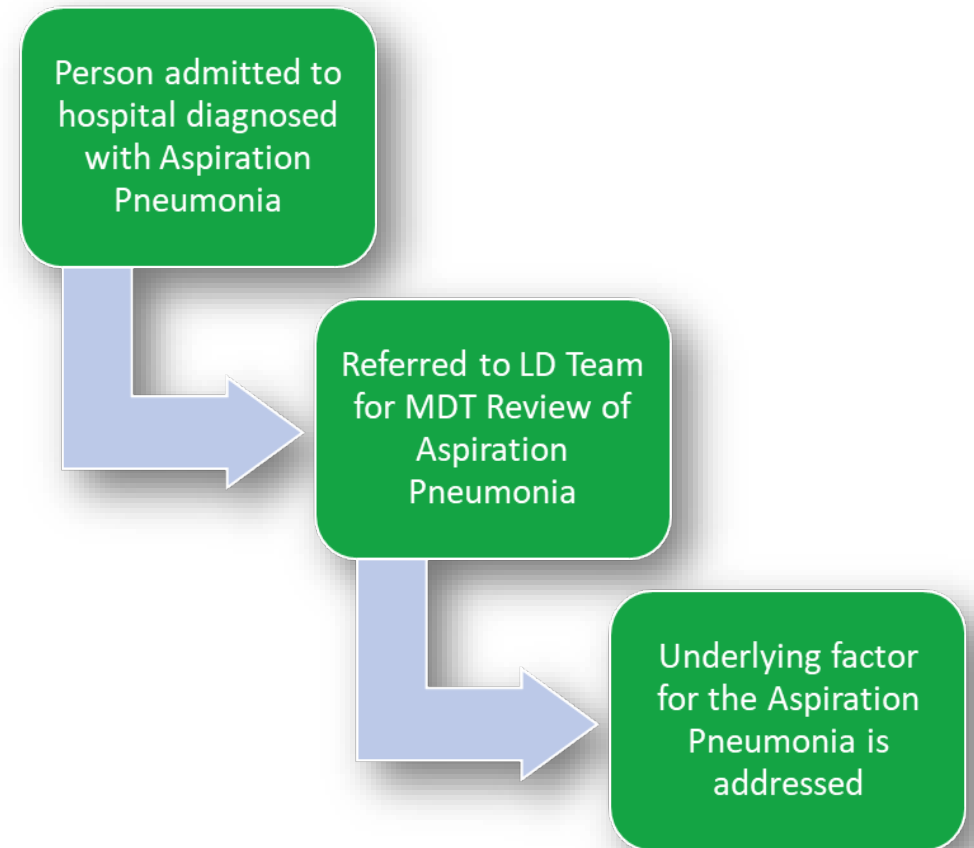 Person admitted to
hospital diagnosed
with Aspiration
Pneumonia
Referred to LD Team
for MDT Review of
Aspiration
Pneumonia
Underlying factor
for the Aspiration
Pneumonia is
addressed